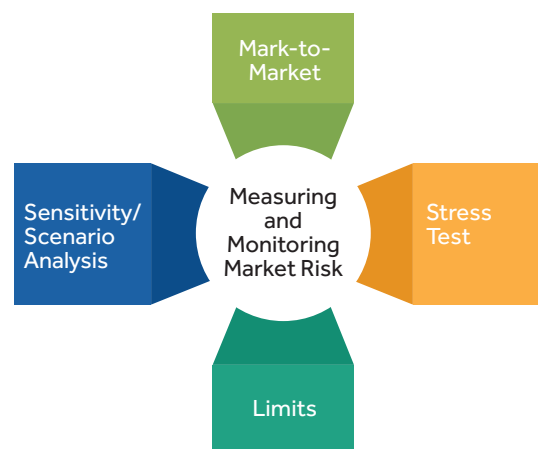 Mark-to-
Market
Sensitivity/
Scenario
Analysis
Measuring
and
Monitoring
Market Risk
Stress
Test
Limits